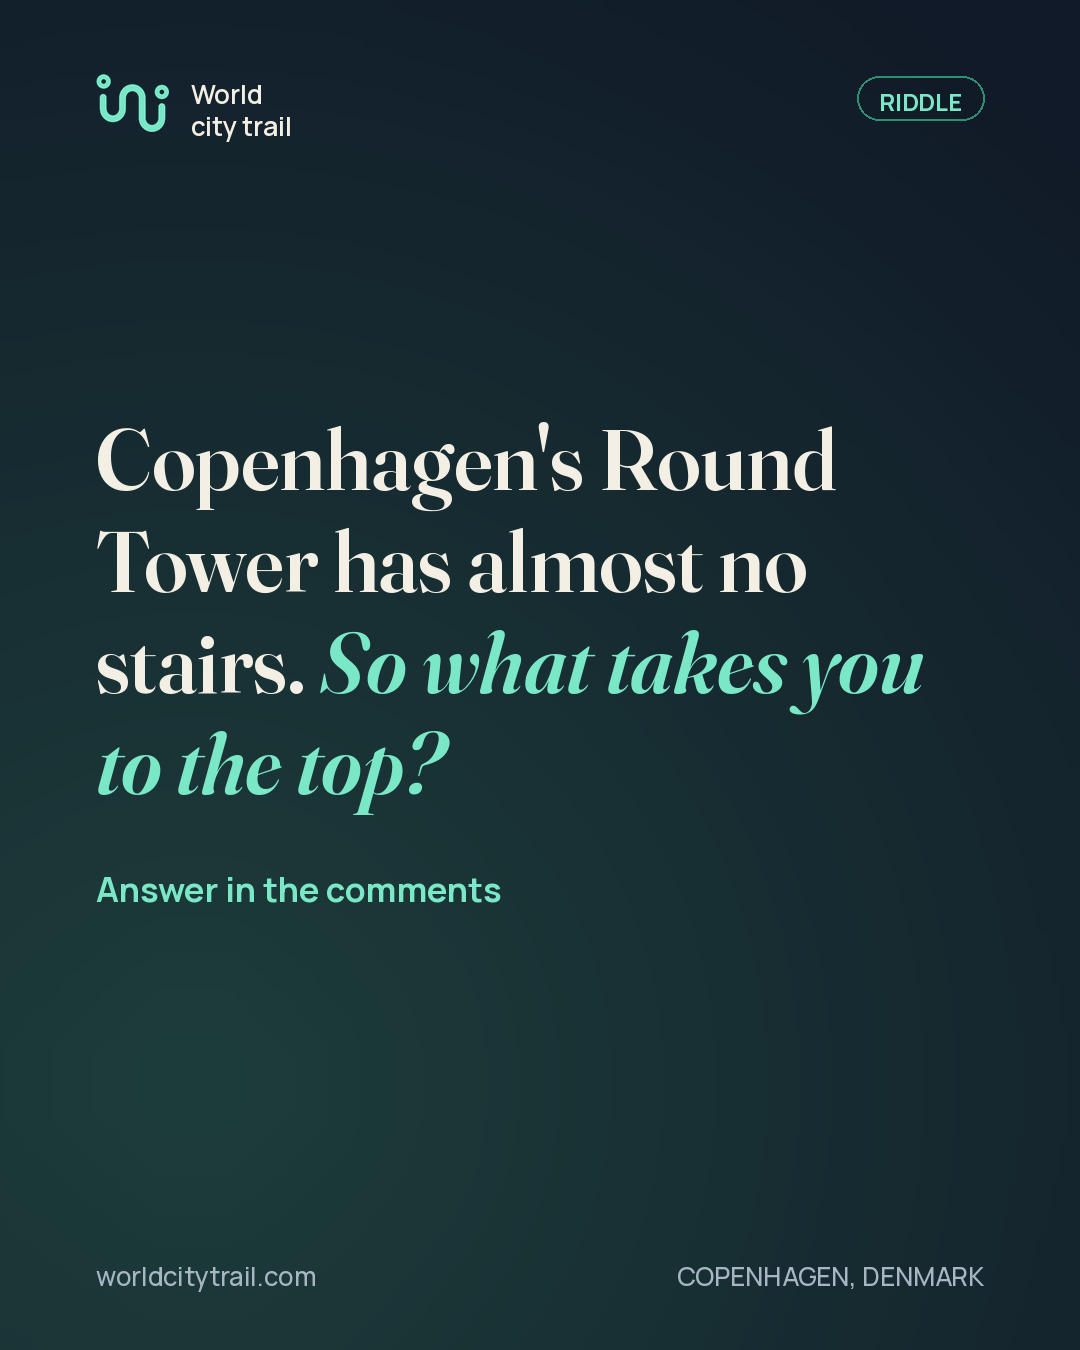 World
city trail
RIDDLE
Copenhagen's Round
Tower has almost no
stairs. So what takes you
to the top?
Answer in the comments
worldcitytrail.com
COPENHAGEN, DENMARK